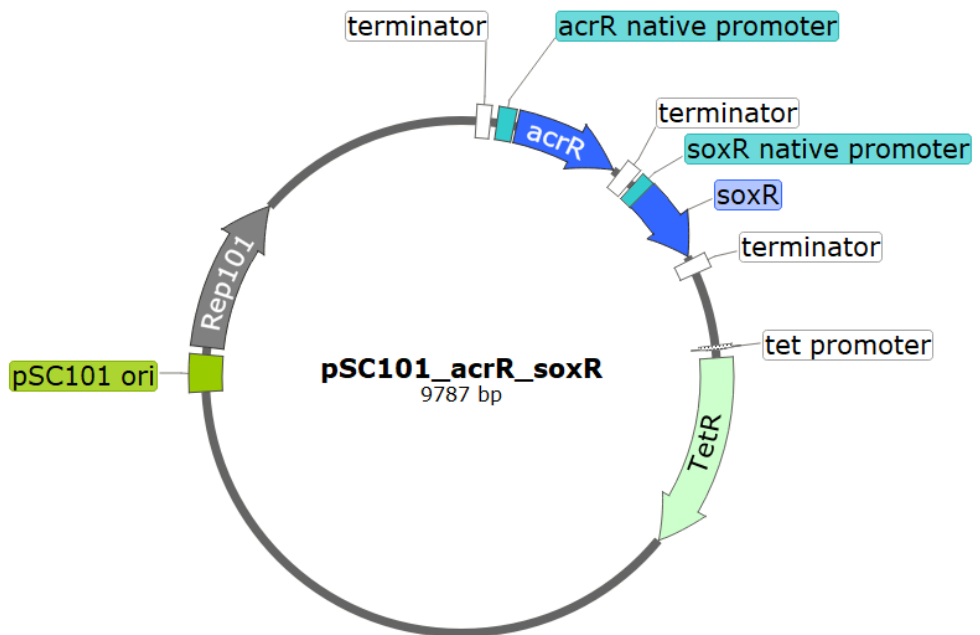 terminator
acrR native promoter
acrR
terminator
soxR native promoter
soxR
terminator
tet promoter
TetR
Rep101
pSC101 ori
pSC101_acrR_soxR
9787 bp